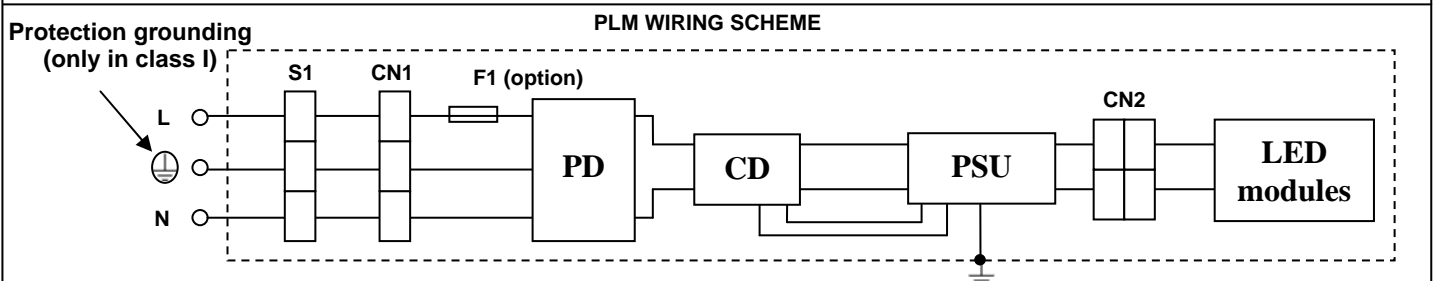 PLM WIRING SCHEME
Protection grounding
(only in class I)
S1
CN1
F1 (option)
CN2
L
N
PD
CD
PSU
LED
modules